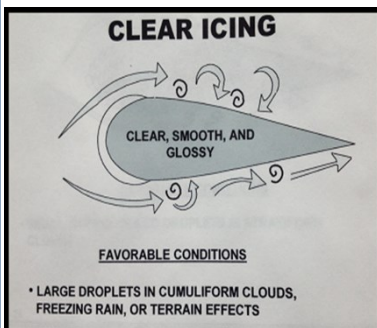 CLEAR ICING
CLEAR, SMOOTH, AND
GLOSSY
FAVORABLE CONDITIONS
• LARGE DROPLETS IN CUMULIFORM CLOUDS,
FREEZING RAIN, OR TERRAIN EFFECTS